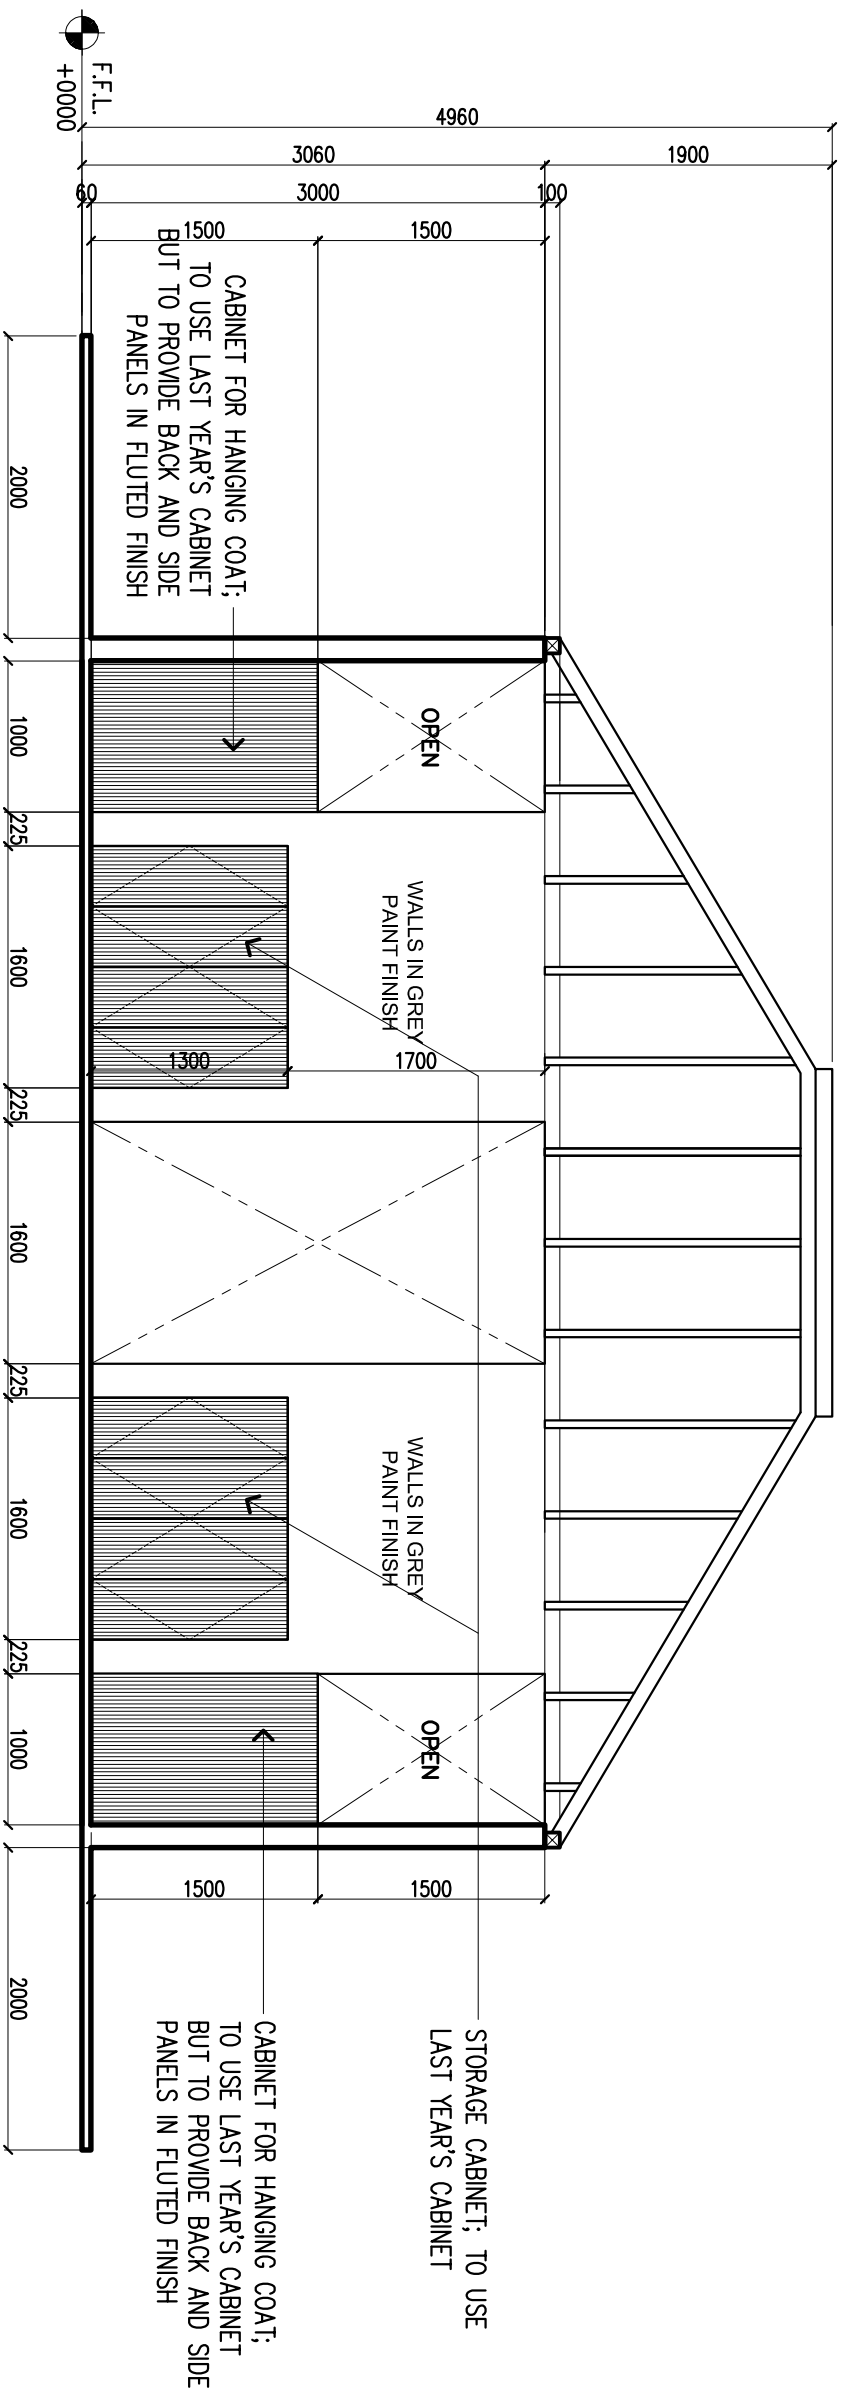 F.F.L.
+0000
4960
3060
1900
60
3000
100
1500
1500
CABINET FOR HANGING COAT;
TO USE LAST YEAR'S CABINET
BUT TO PROVIDE BACK AND SIDE
PANELS IN FLUTED FINISH
OPEN
WALLS IN GREY
PAINT FINISH
1300
1700
WALLS IN GREY
PAINT FINISH
OPEN
1500
1500
STORAGE CABINET; TO USE
LAST YEAR'S CABINET
CABINET FOR HANGING COAT;
TO USE LAST YEAR'S CABINET
BUT TO PROVIDE BACK AND SIDE
PANELS IN FLUTED FINISH
2000
1000
225
1600
225
1600
225
1600
225
1000
2000